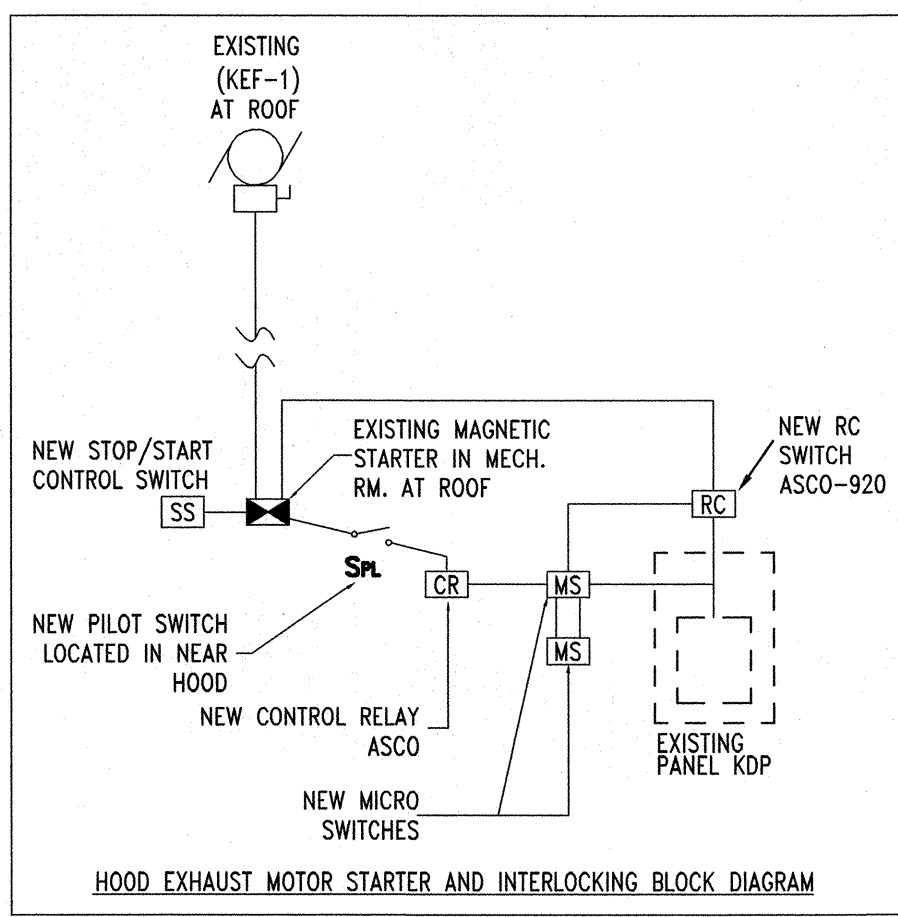 EXISTING
(KEF-1)
AT ROOF
NEW STOP/START
CONTROL SWITCH
SS
EXISTING MAGNETIC
STARTER IN MECH.
RM. AT ROOF
NEW RC
SWITCH
ASCO-920
RC
SPL
CR
MS
MS
NEW PILOT SWITCH
LOCATED IN NEAR
HOOD
NEW CONTROL RELAY
ASCO
EXISTING
PANEL KDP
NEW MICRO
SWITCHES
HOOD EXHAUST MOTOR STARTER AND INTERLOCKING BLOCK DIAGRAM